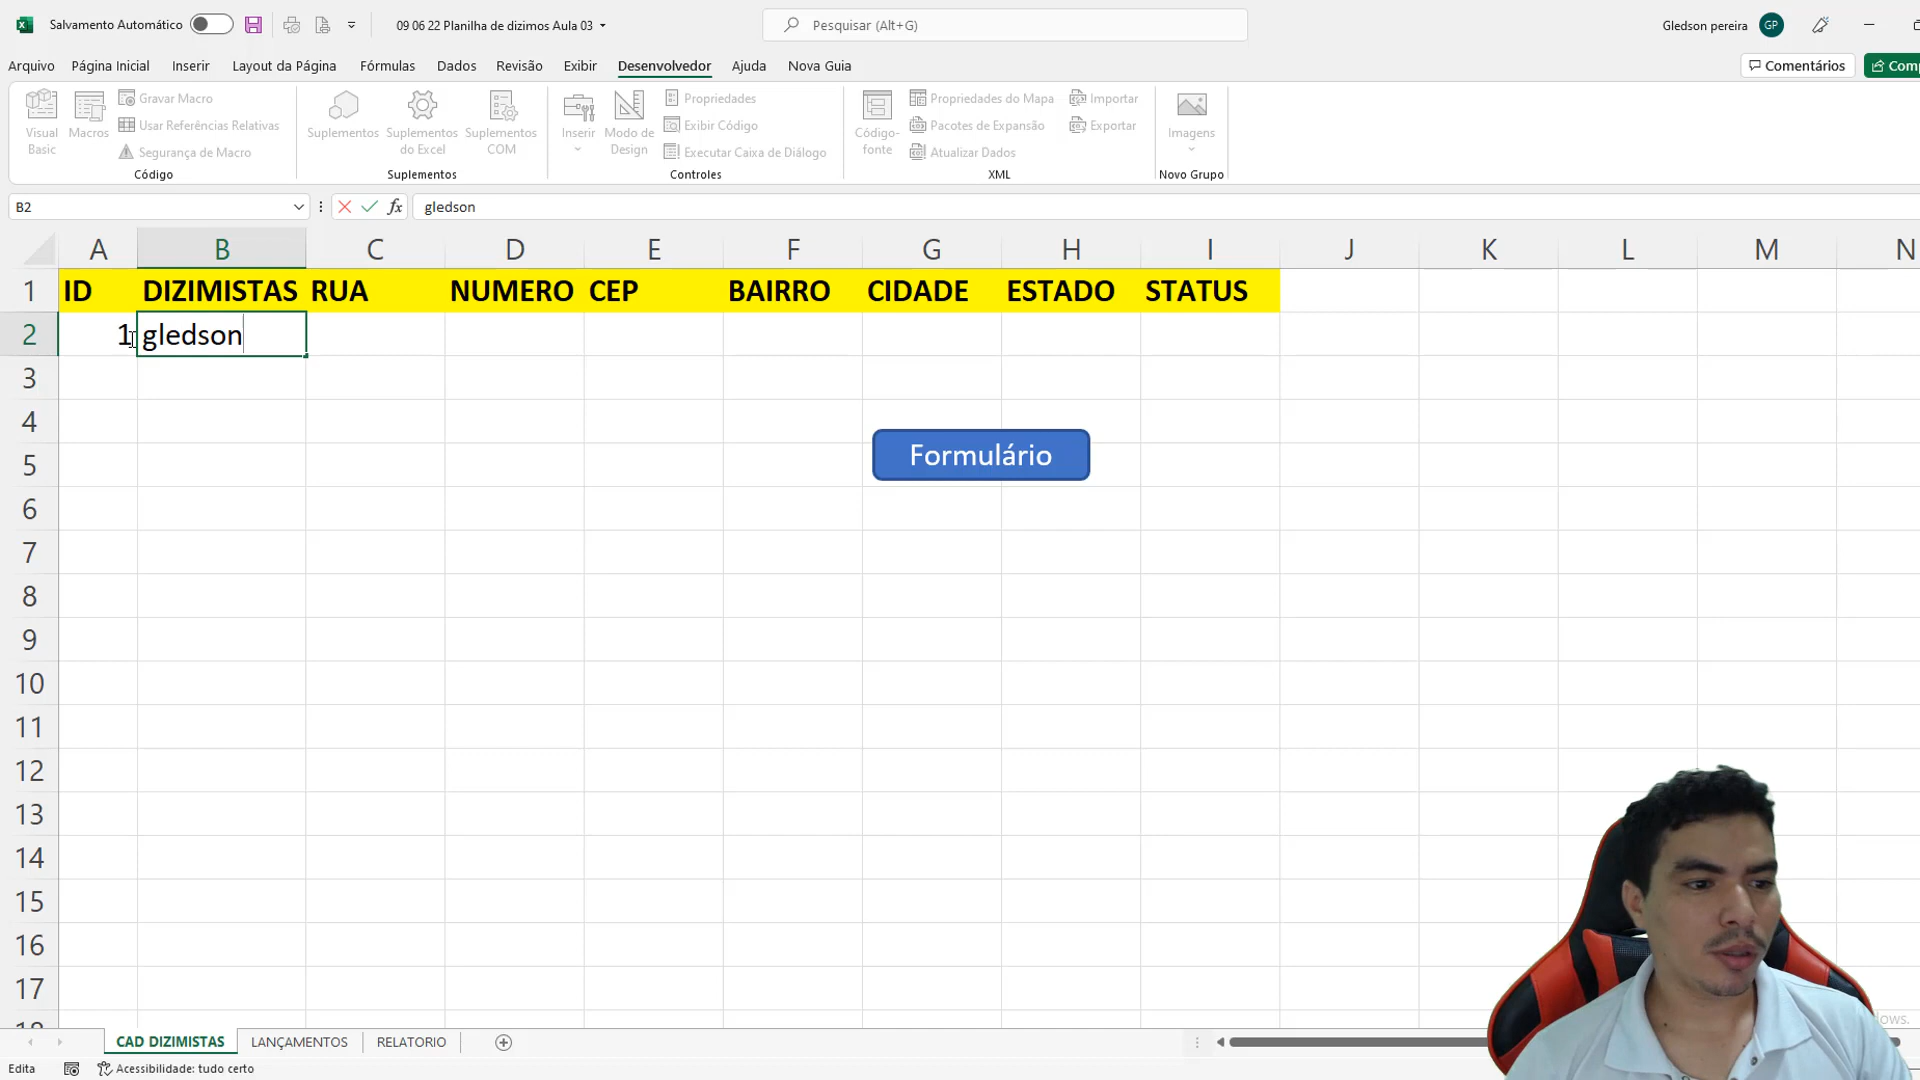 Salvamento Automático
09 06 22 Planilha de dizimos Aula 03
Pesquisar (Alt+G)
Gledson pereira
GP
Arquivo
Página Inicial
Inserir
Layout da Página
Fórmulas
Dados
Revisão
Exibir
Desenvolvedor
Ajuda
Nova Guia
Comentários
Visual Basic
Macros
Gravar Macro
Usar Referências Relativas
Segurança de Macro
Código
Suplementos
Suplementos do Excel
Suplementos COM
Suplementos
Inserir
Modo de Design
Propriedades
Exibir Código
Executar Caixa de Diálogo
Controles
Código-fonte
Propriedades do Mapa
Pacotes de Expansão
Atualizar Dados
Importar
Exportar
XML
Imagens
Novo Grupo
B2
fx
gledson
A B C D E F G H I J K L M N
1 ID DIZIMISTAS RUA NUMERO CEP BAIRRO CIDADE ESTADO STATUS
2 1 gledson
3
4
Formulário
5
6
7
8
9
10
11
12
13
14
15
16
17
CAD DIZIMISTAS
LANÇAMENTOS
RELATORIO
Edita
Acessibilidade: tudo certo